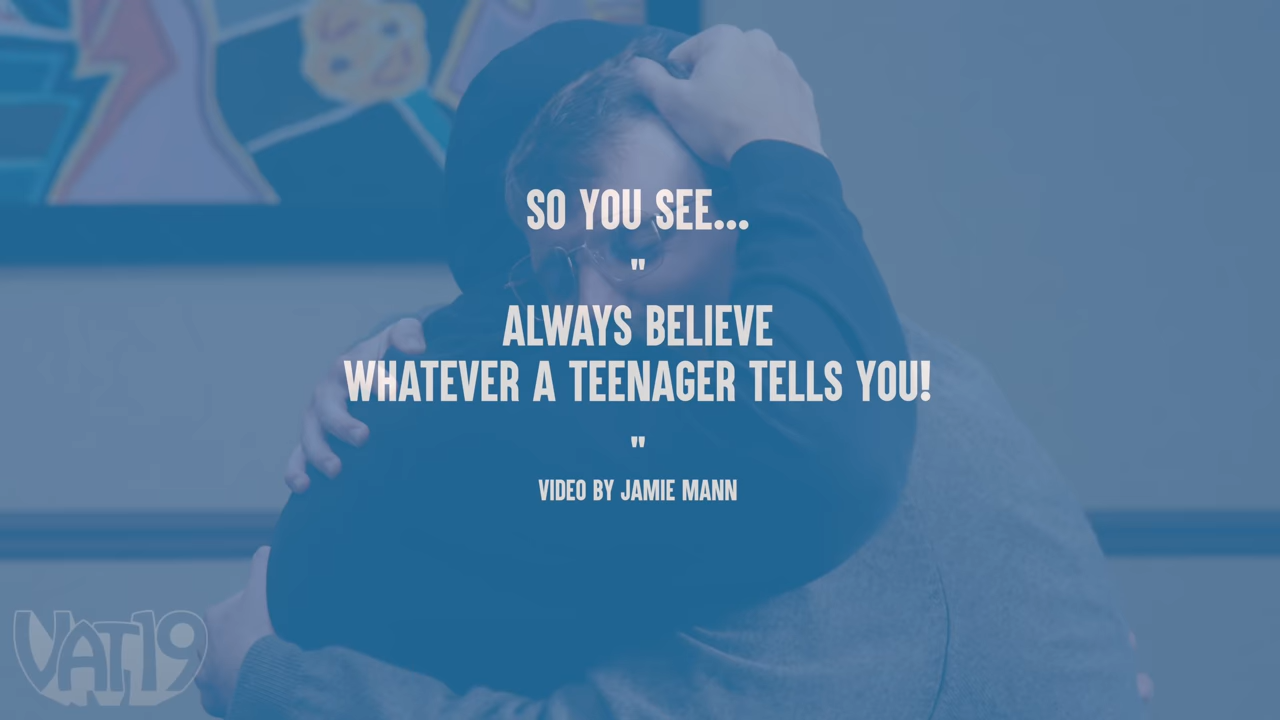 SO YOU SEE...
"
ALWAYS BELIEVE
WHATEVER A TEENAGER TELLS YOU!
"
VIDEO BY JAMIE MANN
VAT19